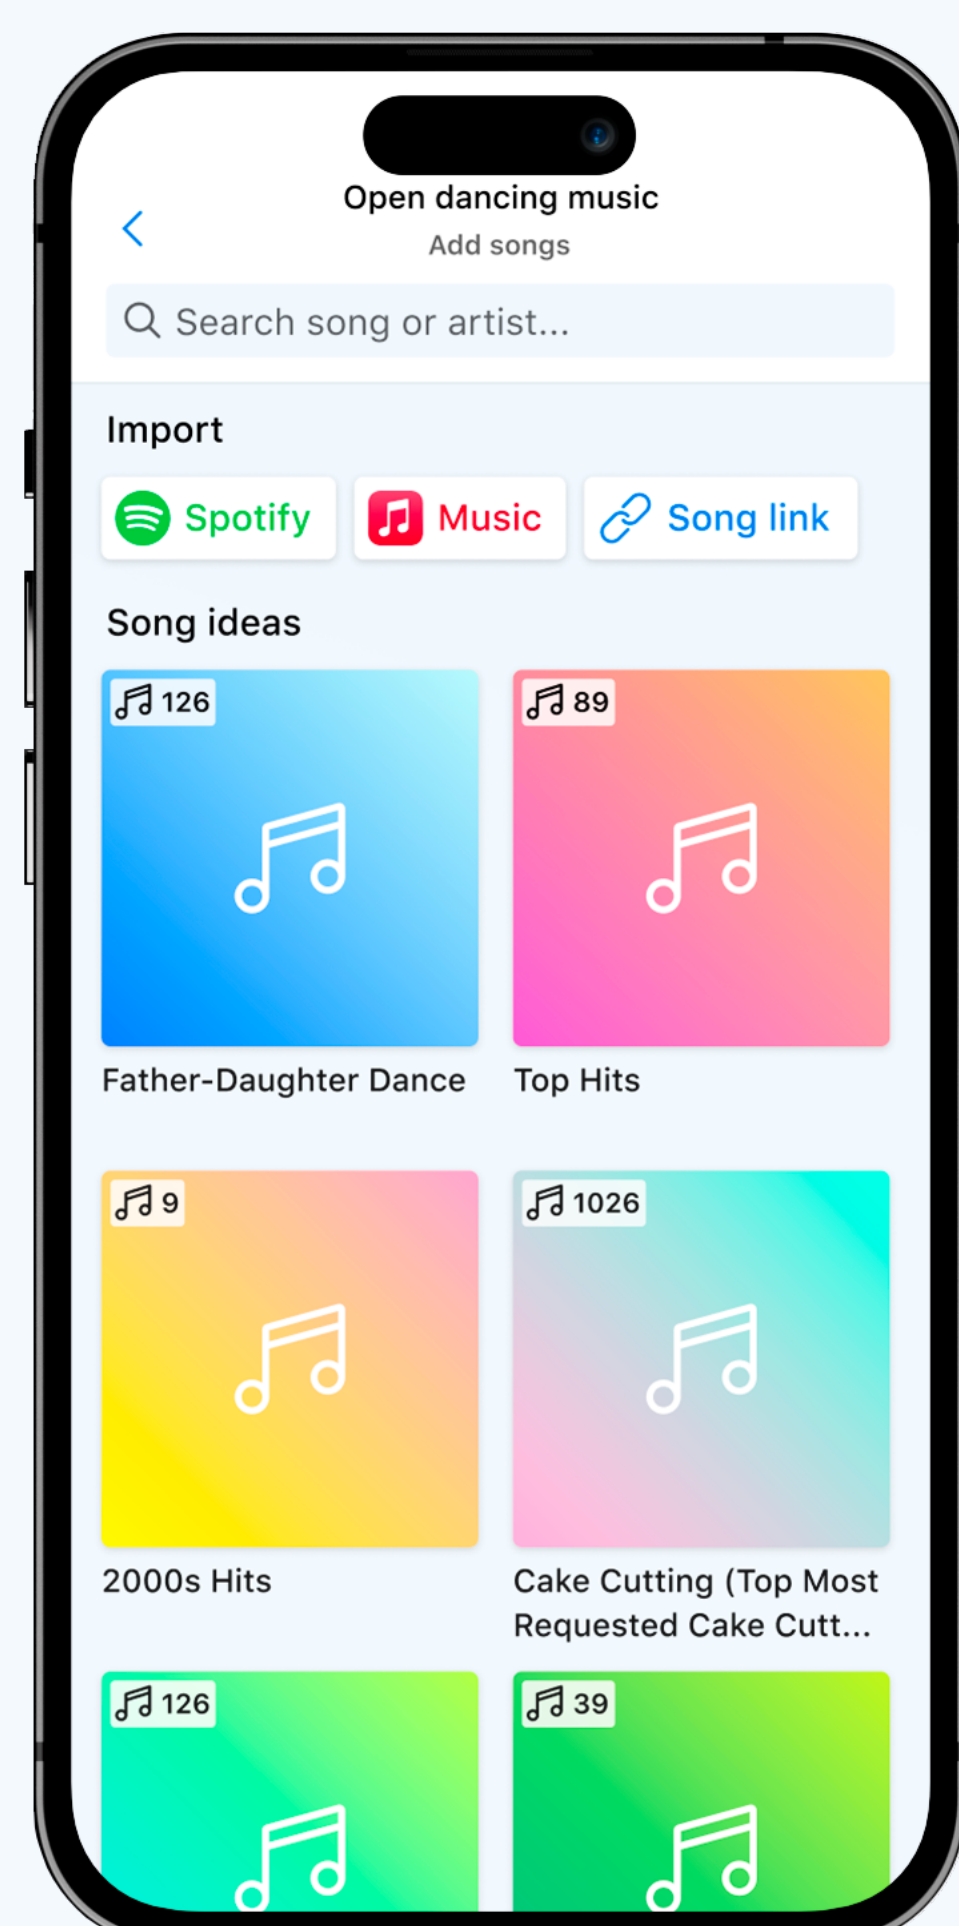 Open dancing music
Add songs
Search song or artist...
Import
Spotify
Music
Song link
Song ideas
126
89
Father-Daughter Dance
Top Hits
9
1026
2000s Hits
Cake Cutting (Top Most
Requested Cake Cutt...
126
39